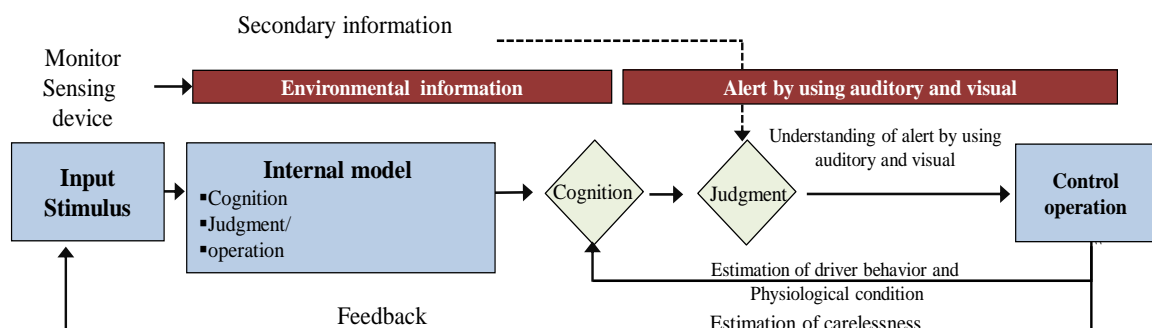 Secondary information
Monitor
Sensing
device
Environmental information
Alert by using auditory and visual
Understanding of alert by using
auditory and visual
Input
Stimulus
Internal model
▪Cognition
▪Judgment/
▪operation
Cognition
Judgment
Control
operation
Estimation of driver behavior and
Physiological condition
Feedback
Estimation of carelessness